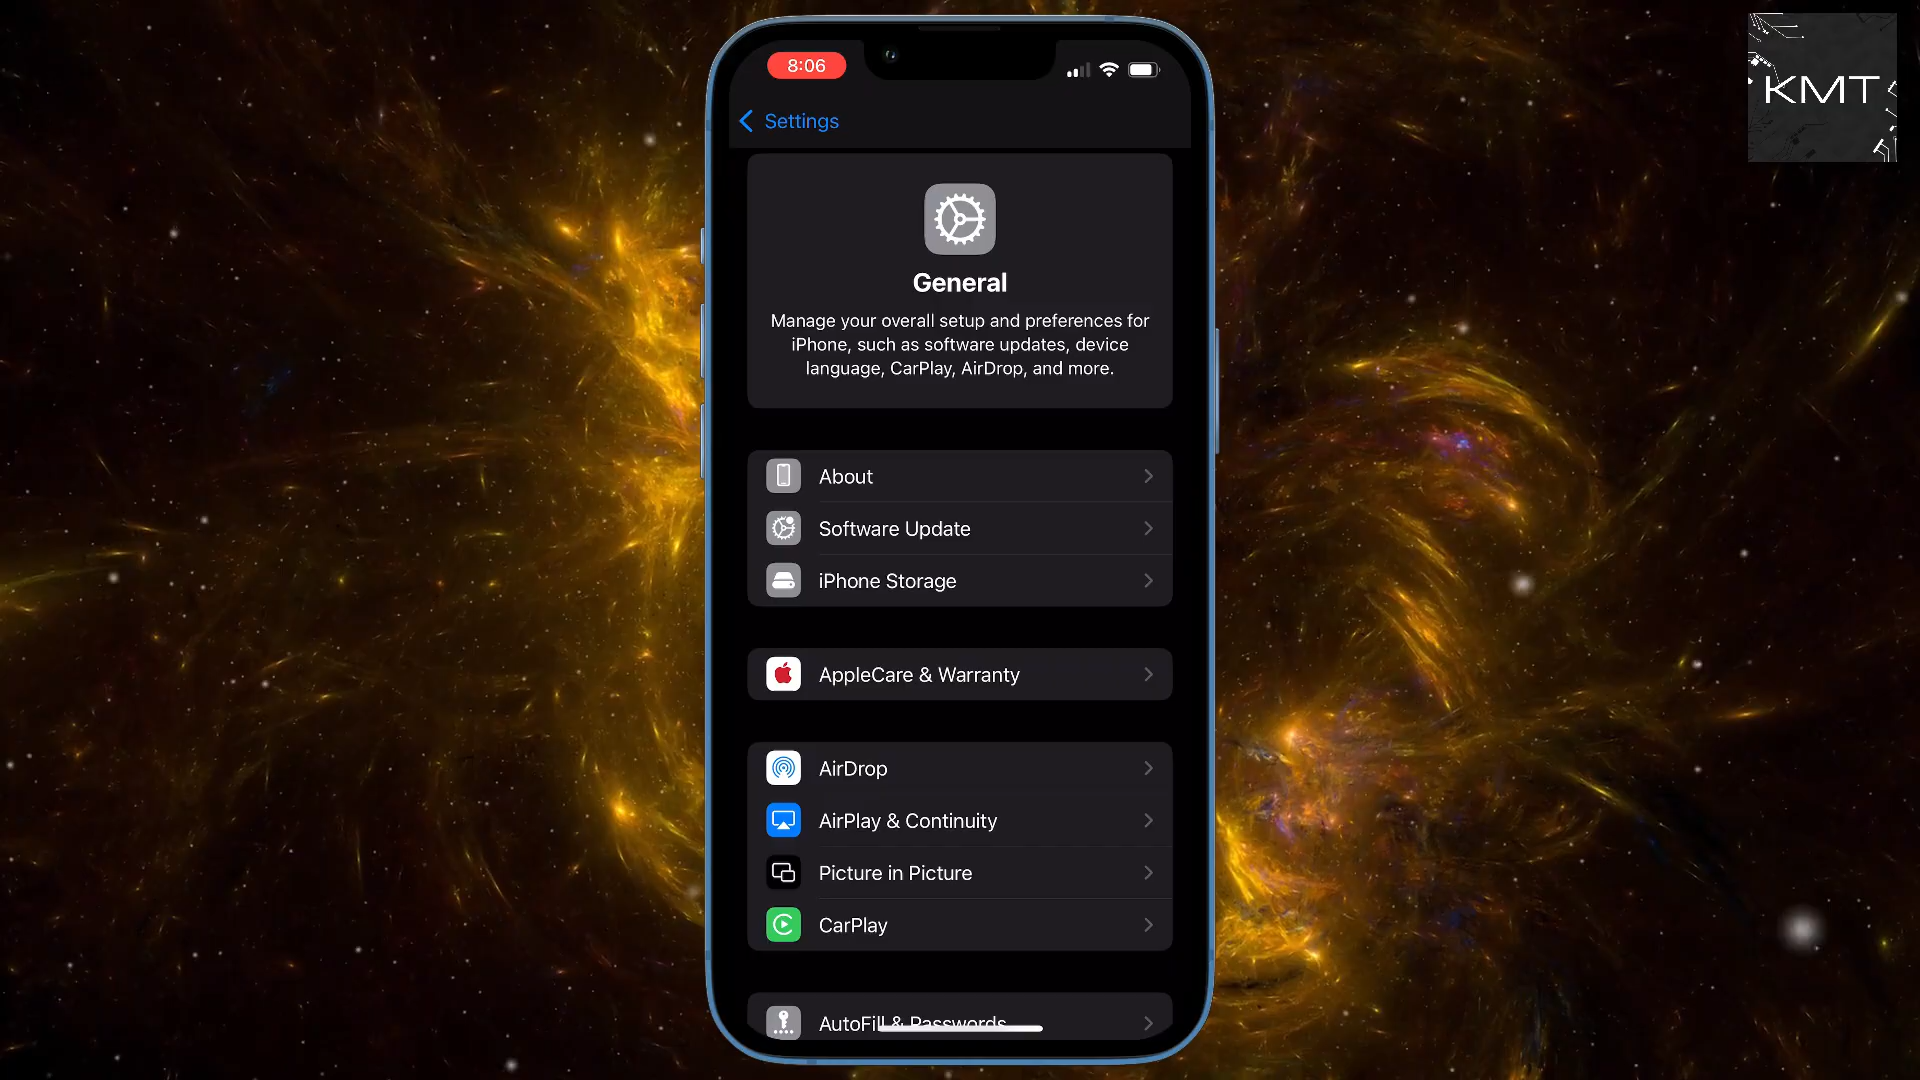 8:06
KMT
Settings
General
Manage your overall setup and preferences for
iPhone, such as software updates, device
language, CarPlay, AirDrop, and more.
About
Software Update
iPhone Storage
AppleCare & Warranty
AirDrop
AirPlay & Continuity
Picture in Picture
CarPlay
AutoFill & Passwords